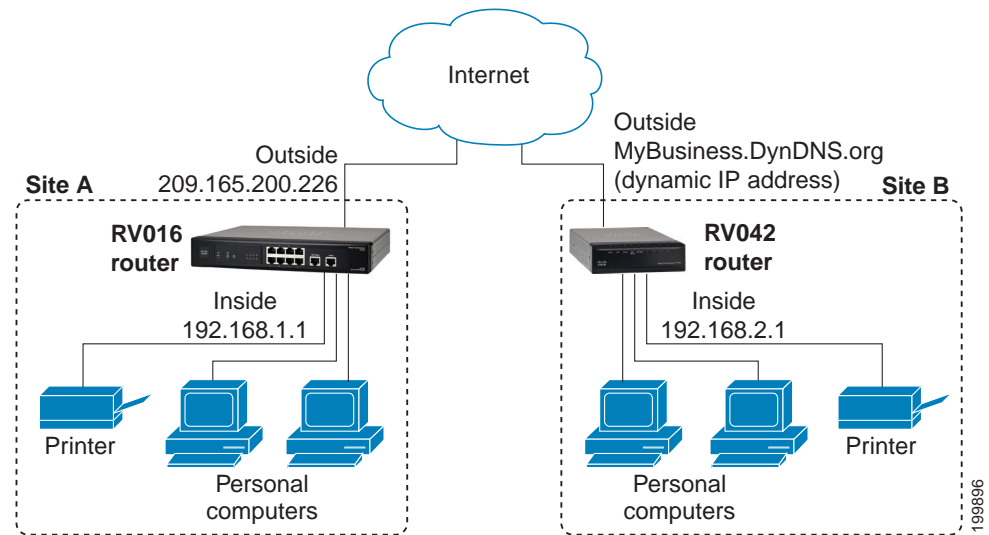 Internet
Outside
209.165.200.226
Outside
MyBusiness.DynDNS.org
(dynamic IP address)
Site A
Site B
RV016
router
RV042
router
Inside
192.168.1.1
Inside
192.168.2.1
Printer
Personal
computers
Personal
computers
Printer
199896